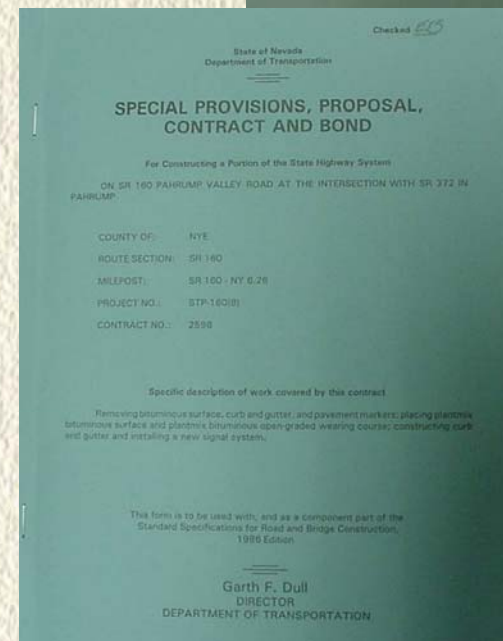 Checked
State of Nevada
Department of Transportation
SPECIAL PROVISIONS, PROPOSAL,
CONTRACT AND BOND
For Constructing a Portion of the State Highway System
ON SR 160 PAHRUMP VALLEY ROAD AT THE INTERSECTION WITH SR 372 IN
PAHRUMP
COUNTY OF: NYE
ROUTE SECTION: SR 160
MILEPOST: SR 160 - NY 6.26
PROJECT NO.: STP-160(8)
CONTRACT NO.: 2598
Specific description of work covered by this contract
Removing bituminous surface, curb and gutter, and pavement markers; placing plantmix
bituminous surface and plantmix bituminous open-graded wearing course; constructing curb
and gutter and installing a new signal system.
This form is to be used with, and as a component part of the
Standard Specifications for Road and Bridge Construction,
1986 Edition
Garth F. Dull
DIRECTOR
DEPARTMENT OF TRANSPORTATION